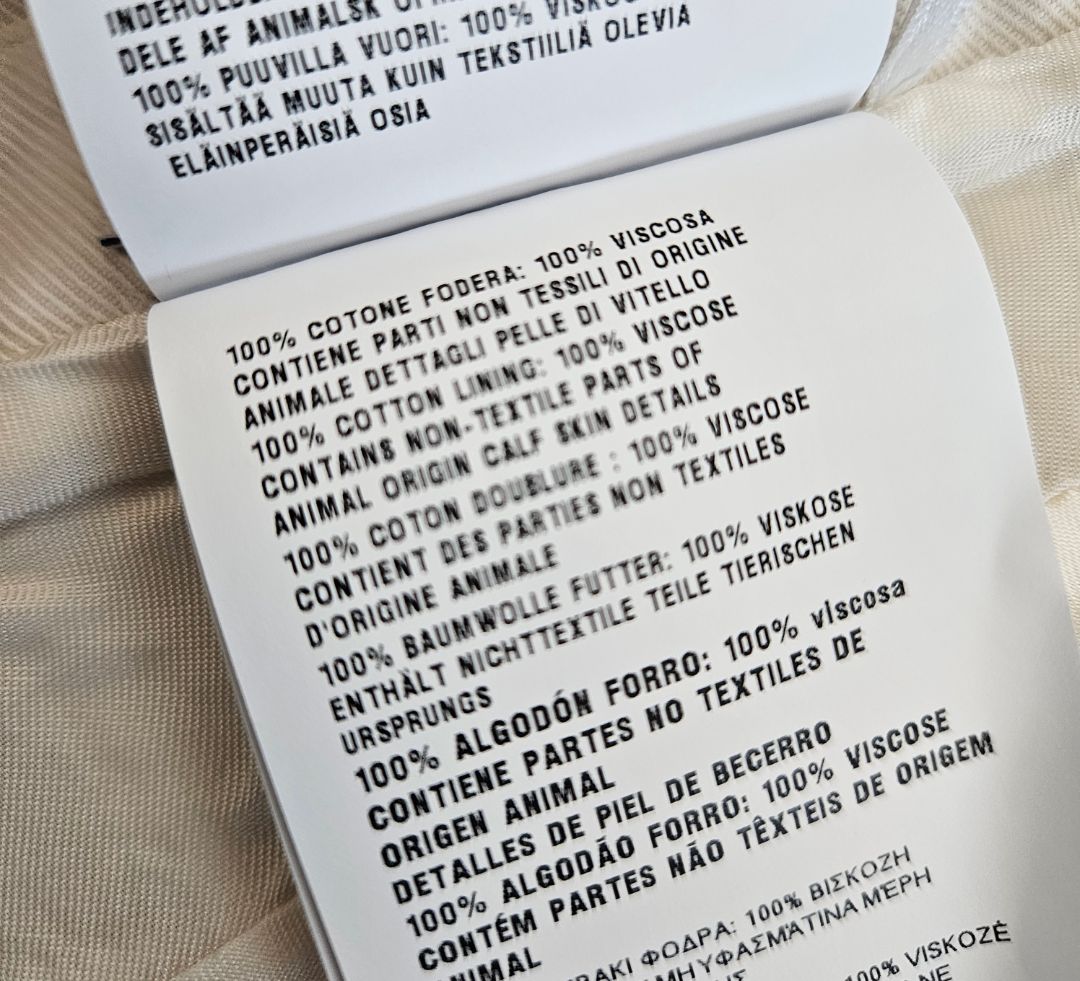 DELE AF ANIMALSK
100% PUUVILLA VUORI: 100%
SISÄLTÄÄ MUUTA KUIN TEKSTIILIÄ OLEVIA
ELÄINPERÄISIÄ OSIA
100% COTONE FODERA: 100% VISCOSA
CONTIENE PARTI NON TESSILI DI ORIGINE
ANIMALE DETTAGLI PELLE DI VITELLO
100% COTTON LINING: 100% VISCOSE
CONTAINS NON-TEXTILE PARTS OF
ANIMAL ORIGIN CALF SKIN DETAILS
100% COTON DOUBLURE : 100% VISCOSE
CONTIENT DES PARTIES NON TEXTILES
D'ORIGINE ANIMALE
100% BAUMWOLLE FUTTER: 100% VISKOSE
ENTHÄLT NICHTTEXTILE TEILE TIERISCHEN
URSPRUNGS
100% ALGODÓN FORRO: 100% viscosa
CONTIENE PARTES NO TEXTILES DE
ORIGEN ANIMAL
DETALLES DE PIEL DE BECERRO
100% ALGODÃO FORRO: 100% VISCOSE
CONTÉM PARTES NÃO TÊXTEIS DE ORIGEM
ANIMAL
ΦΟΔΡΑ: 100% ΒΙΣΚΟΖΗ
ΜΗ ΥΦΑΣΜΆΤΙΝΑ ΜΈΡΗ
100% VISKOZĖ